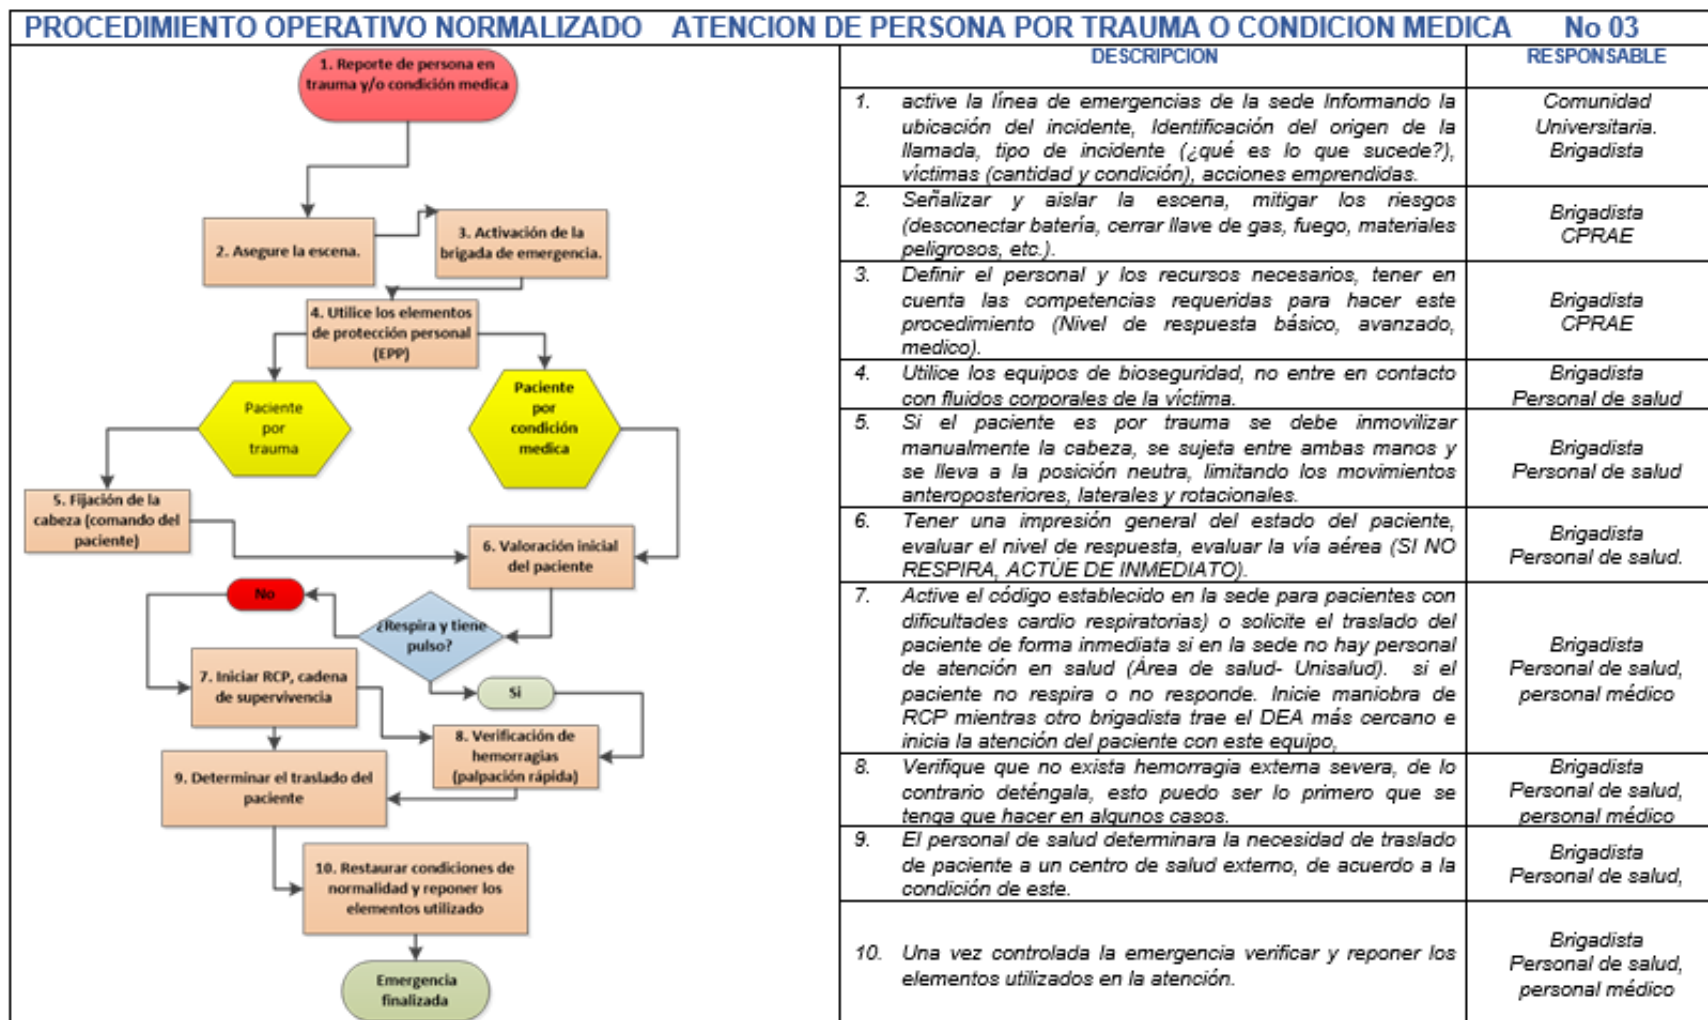 PROCEDIMIENTO OPERATIVO NORMALIZADO ATENCION DE PERSONA POR TRAUMA O CONDICION MEDICA No 03
1. Reporte de persona en
trauma y/o condición medica
2. Asegure la escena.
3. Activación de la
brigada de emergencia.
4. Utilice los elementos
de protección personal
(EPP)
Paciente
por
trauma
Paciente
por
condición
medica
5. Fijación de la
cabeza (comando del
paciente)
6. Valoración inicial
del paciente
No
¿Respira y tiene
pulso?
Si
7. Iniciar RCP, cadena
de supervivencia
8. Verificación de
hemorragias
(palpación rápida)
9. Determinar el traslado del
paciente
10. Restaurar condiciones de
normalidad y reponer los
elementos utilizado
Emergencia
finalizada
DESCRIPCION
RESPONSABLE
1. active la línea de emergencias de la sede Informando la
ubicación del incidente, Identificación del origen de la
llamada, tipo de incidente (¿qué es lo que sucede?),
víctimas (cantidad y condición), acciones emprendidas.
Comunidad
Universitaria.
Brigadista
2. Señalizar y aislar la escena, mitigar los riesgos
(desconectar batería, cerrar llave de gas, fuego, materiales
peligrosos, etc.).
Brigadista
CPRAE
3. Definir el personal y los recursos necesarios, tener en
cuenta las competencias requeridas para hacer este
procedimiento (Nivel de respuesta básico, avanzado,
medico).
Brigadista
CPRAE
4. Utilice los equipos de bioseguridad, no entre en contacto
con fluidos corporales de la víctima.
Brigadista
Personal de salud
5. Si el paciente es por trauma se debe inmovilizar
manualmente la cabeza, se sujeta entre ambas manos y
se lleva a la posición neutra, limitando los movimientos
anteroposteriores, laterales y rotacionales.
Brigadista
Personal de salud
6. Tener una impresión general del estado del paciente,
evaluar el nivel de respuesta, evaluar la vía aérea (SI NO
RESPIRA, ACTÚE DE INMEDIATO).
Brigadista
Personal de salud.
7. Active el código establecido en la sede para pacientes con
dificultades cardio respiratorias) o solicite el traslado del
paciente de forma inmediata si en la sede no hay personal
de atención en salud (Área de salud- Unisalud). si el
paciente no respira o no responde. Inicie maniobra de
RCP mientras otro brigadista trae el DEA más cercano e
inicia la atención del paciente con este equipo,
Brigadista
Personal de salud,
personal médico
8. Verifique que no exista hemorragia externa severa, de lo
contrario deténgala, esto puedo ser lo primero que se
tenga que hacer en algunos casos.
Brigadista
Personal de salud,
personal médico
9. El personal de salud determinara la necesidad de traslado
de paciente a un centro de salud externo, de acuerdo a la
condición de este.
Brigadista
Personal de salud,
10. Una vez controlada la emergencia verificar y reponer los
elementos utilizados en la atención.
Brigadista
Personal de salud,
personal médico